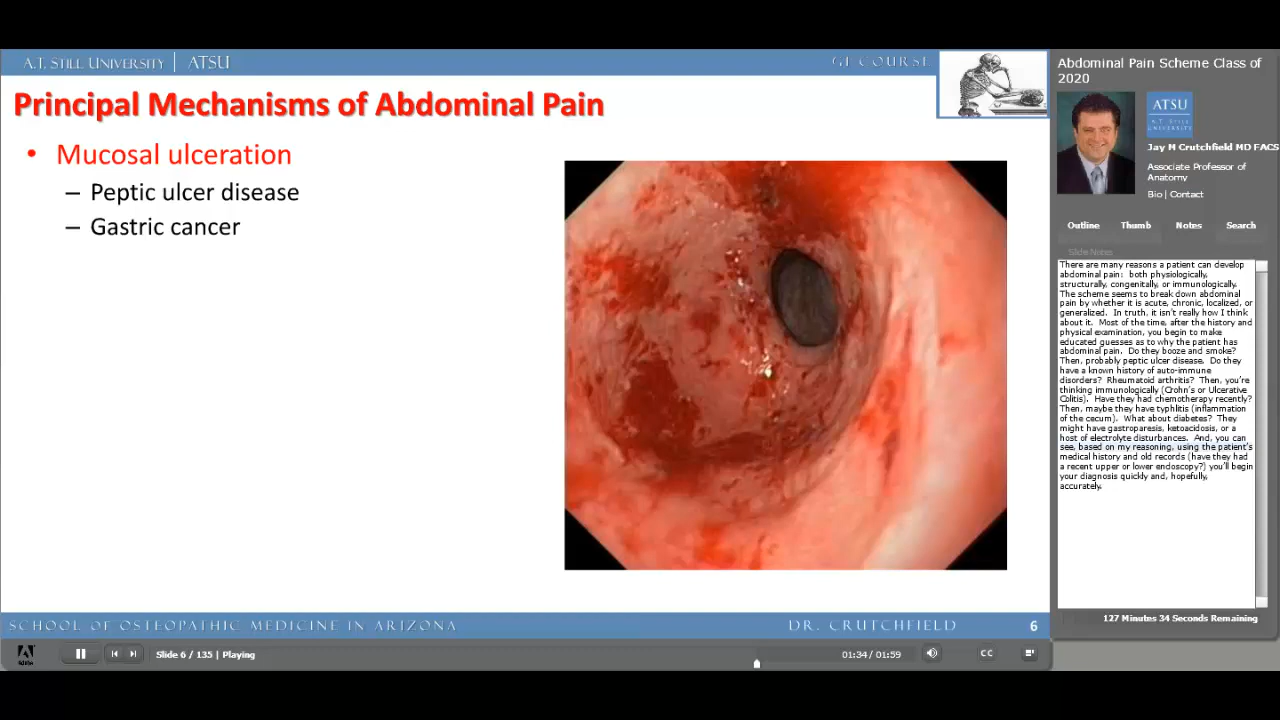 A.T. STILL UNIVERSITY | ATSU
GI COURSE
Principal Mechanisms of Abdominal Pain
• Mucosal ulceration
– Peptic ulcer disease
– Gastric cancer
SCHOOL OF OSTEOPATHIC MEDICINE IN ARIZONA
DR. CRUTCHFIELD
6
Abdominal Pain Scheme Class of
2020
ATSU
A.T. STILL
UNIVERSITY
Jay M Crutchfield MD FACS
Associate Professor of
Anatomy
Bio | Contact
Outline Thumb Notes Search
Slide Notes
There are many reasons a patient can develop
abdominal pain: both physiologically,
structurally, congenitally, or immunologically.
The scheme seems to break down abdominal
pain by whether it is acute, chronic, localized, or
generalized. In truth, it isn't really how I think
about it. Most of the time, after the history and
physical examination, you begin to make
educated guesses as to why the patient has
abdominal pain. Do they booze and smoke?
Then, probably peptic ulcer disease. Do they
have a known history of auto-immune
disorders? Rheumatoid arthritis? Then, you're
thinking immunologically (Crohn's or Ulcerative
Colitis). Have they had chemotherapy recently?
Then, maybe they have typhlitis (inflammation
of the cecum). What about diabetes? They
might have gastroparesis, ketoacidosis, or a
host of electrolyte disturbances. And, you can
see, based on my reasoning, using the patient's
medical history and old records (have they had
a recent upper or lower endoscopy?) you'll begin
your diagnosis quickly and, hopefully,
accurately.
127 Minutes 34 Seconds Remaining
Slide 6 / 135 | Playing
01:34 / 01:59
CC